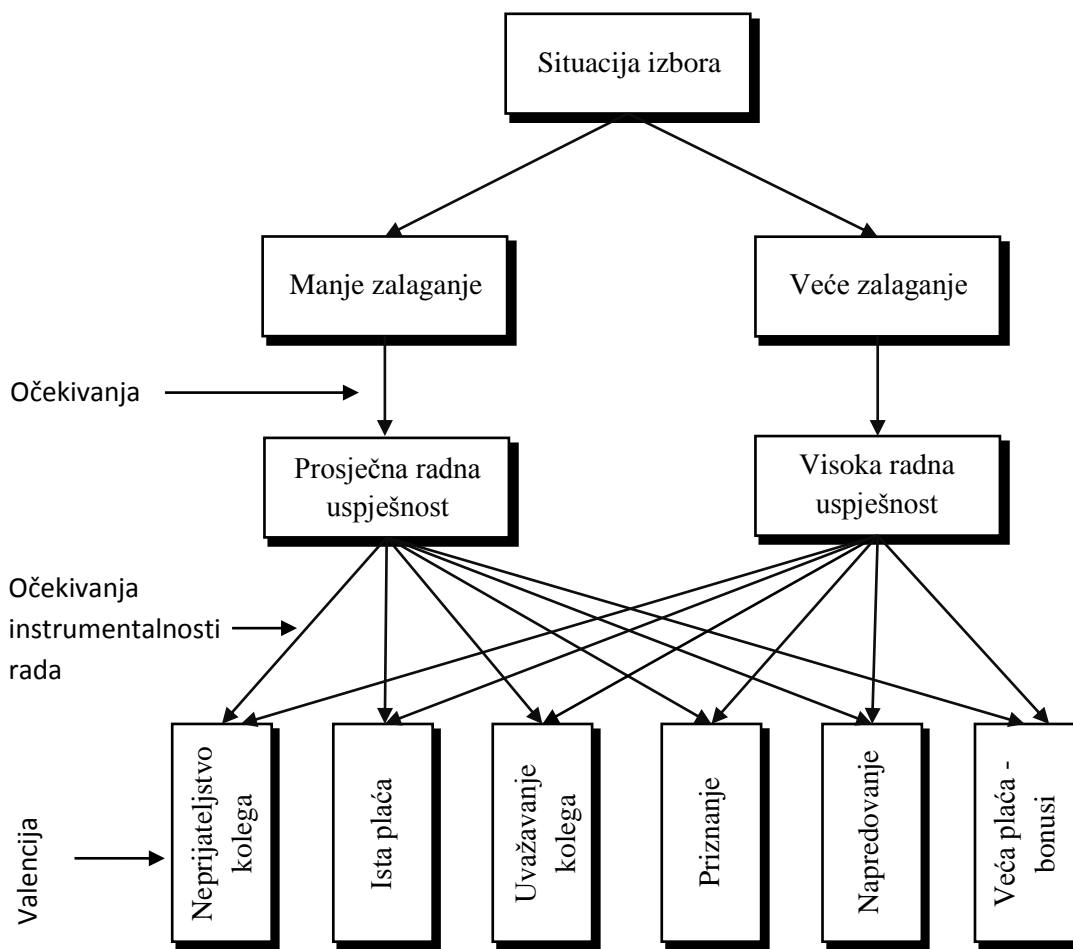 Situacija izbora
Manje zalaganje
Veće zalaganje
Očekivanja
Prosječna radna
uspješnost
Visoka radna
uspješnost
Očekivanja
instrumentalnosti
rada
Valencija
Neprijateljstvo
kolega
Ista plaća
Uvažavanje
kolega
Priznanje
Napredovanje
Veća plaća -
bonusi